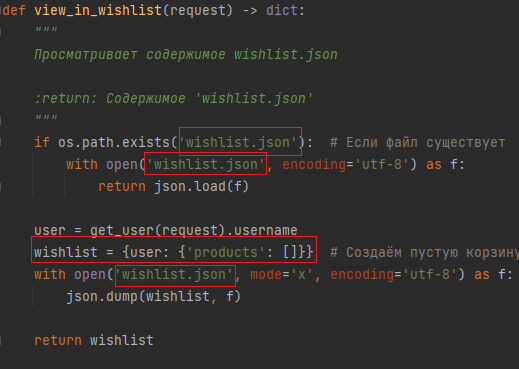 def view_in_wishlist(request) -> dict:
    """
    Просматривает содержимое wishlist.json

    :return: Содержимое 'wishlist.json'
    """
    if os.path.exists('wishlist.json'):  # Если файл существует
        with open('wishlist.json', encoding='utf-8') as f:
            return json.load(f)

    user = get_user(request).username
    wishlist = {user: {'products': []}}  # Создаём пустую корзину
    with open('wishlist.json', mode='x', encoding='utf-8') as f:
        json.dump(wishlist, f)

    return wishlist